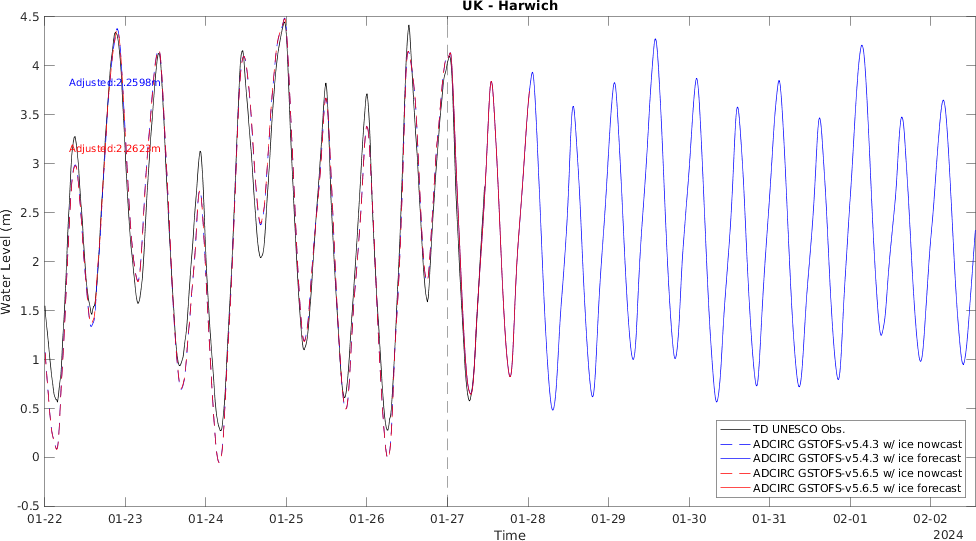 UK - Harwich
Water Level (m)
4.5
4
3.5
3
2.5
2
1.5
1
0.5
0
-0.5
Adjusted:2.2598m
Adjusted:2.2623m
TD UNESCO Obs.
ADCIRC GSTOFS-v5.4.3 w/ ice nowcast
ADCIRC GSTOFS-v5.4.3 w/ ice forecast
ADCIRC GSTOFS-v5.6.5 w/ ice nowcast
ADCIRC GSTOFS-v5.6.5 w/ ice forecast
01-22 01-23 01-24 01-25 01-26 01-27 01-28 01-29 01-30 01-31 02-01 02-02
Time
2024